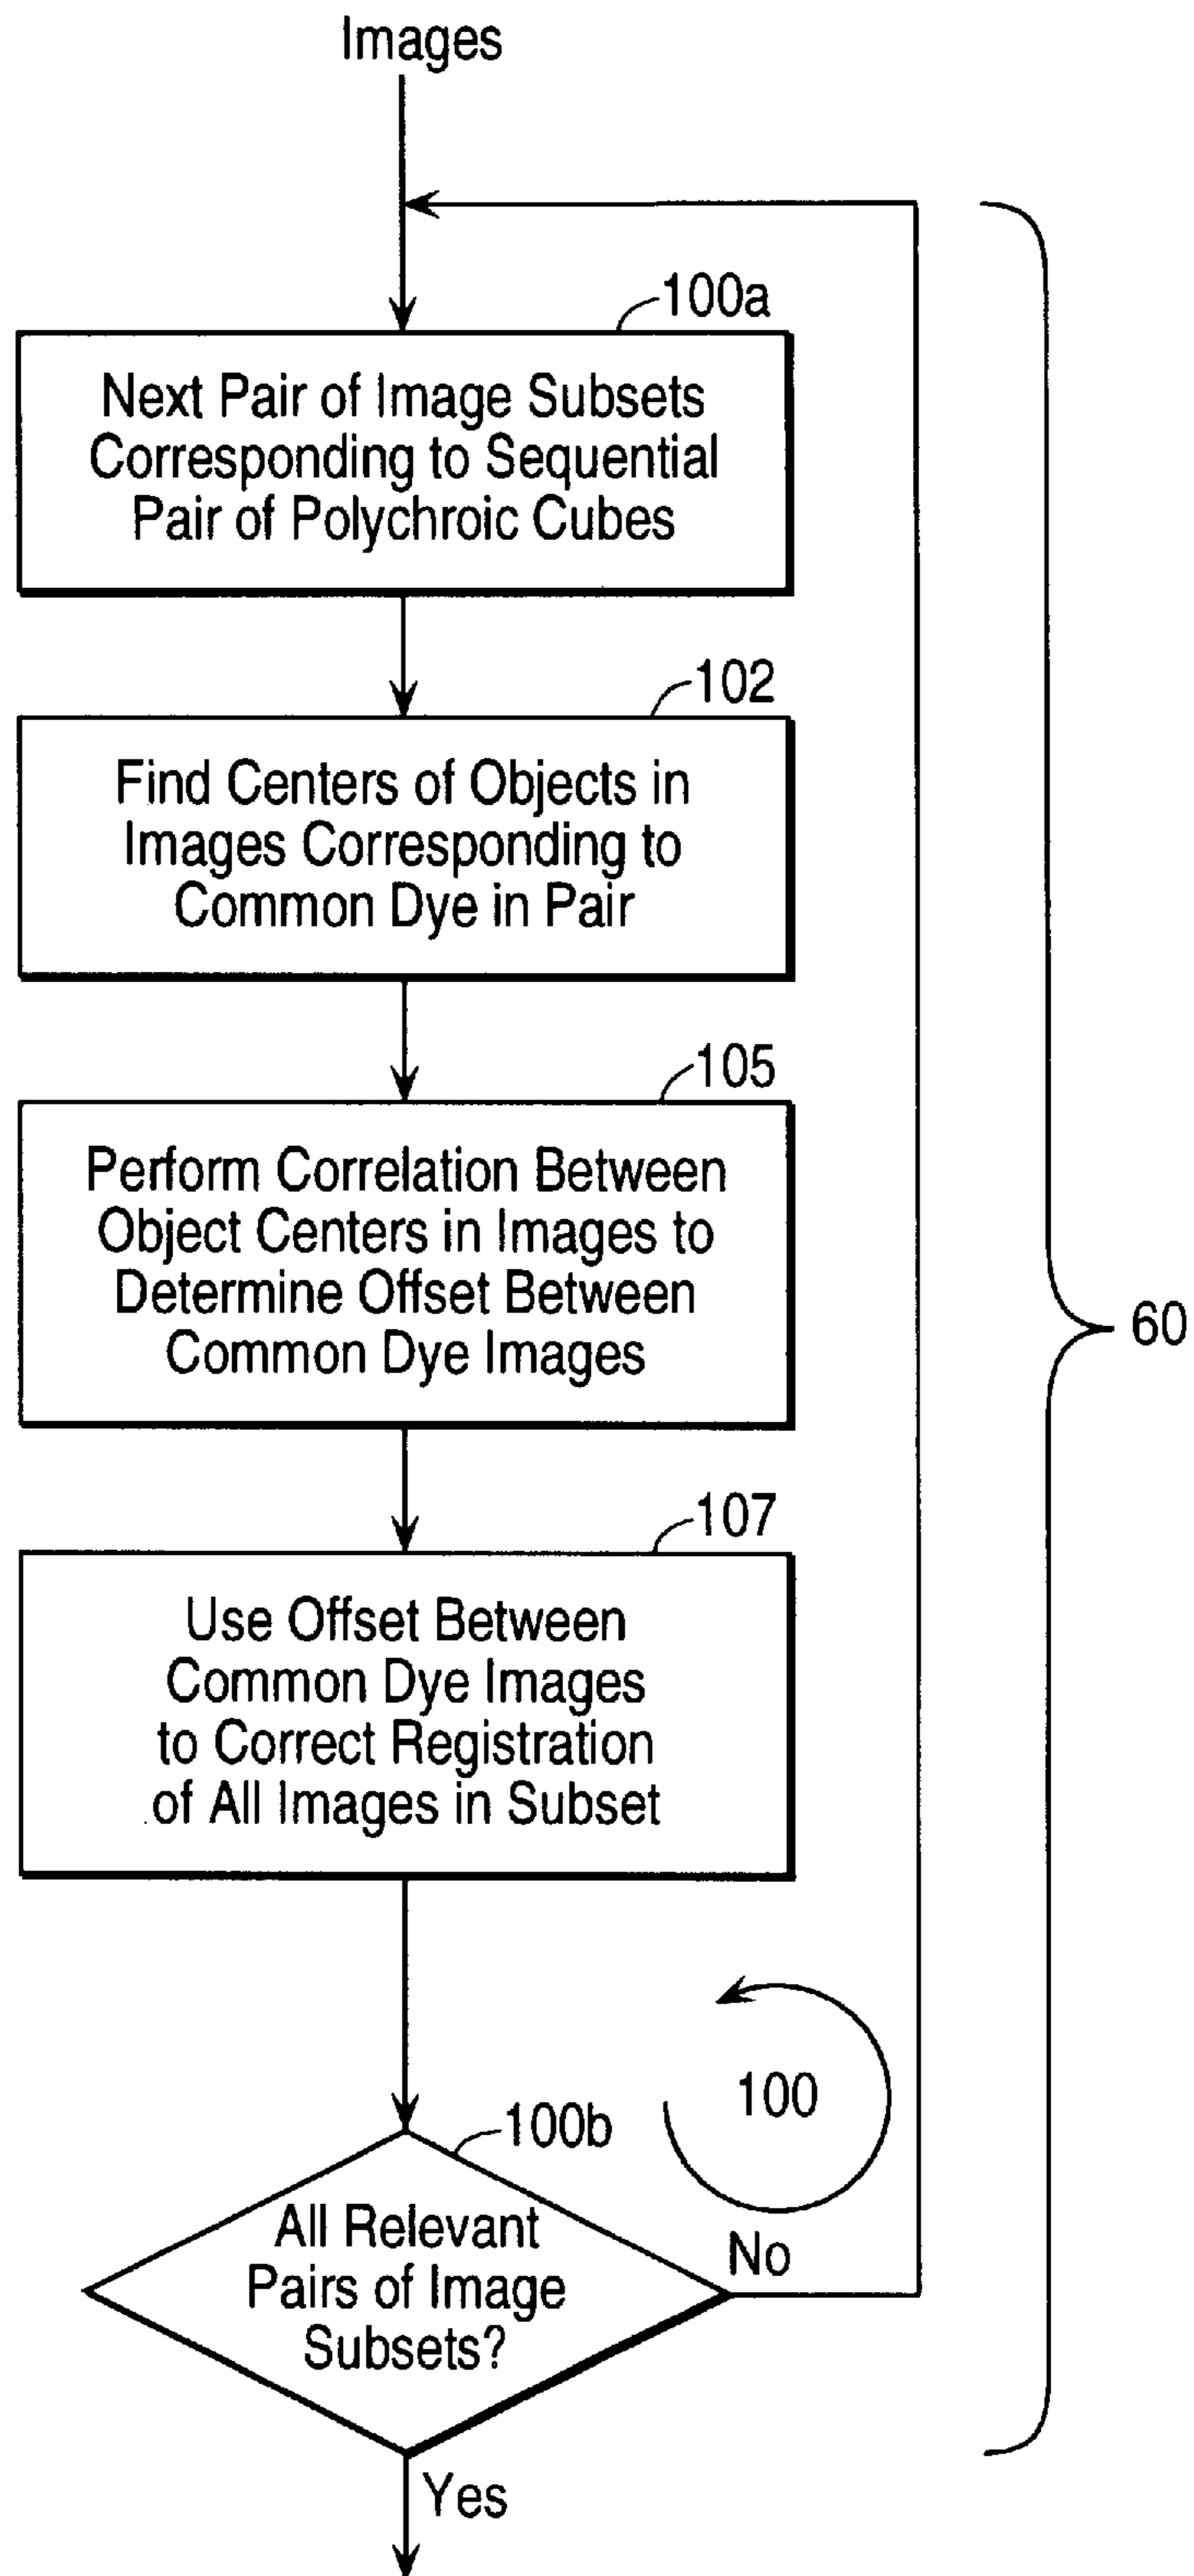 Images
100a
Next Pair of Image Subsets
Corresponding to Sequential
Pair of Polychroic Cubes
102
Find Centers of Objects in
Images Corresponding to
Common Dye in Pair
105
Perform Correlation Between
Object Centers in Images to
Determine Offset Between
Common Dye Images
60
107
Use Offset Between
Common Dye Images
to Correct Registration
of All Images in Subset
100
100b
All Relevant
Pairs of Image
Subsets?
No
Yes